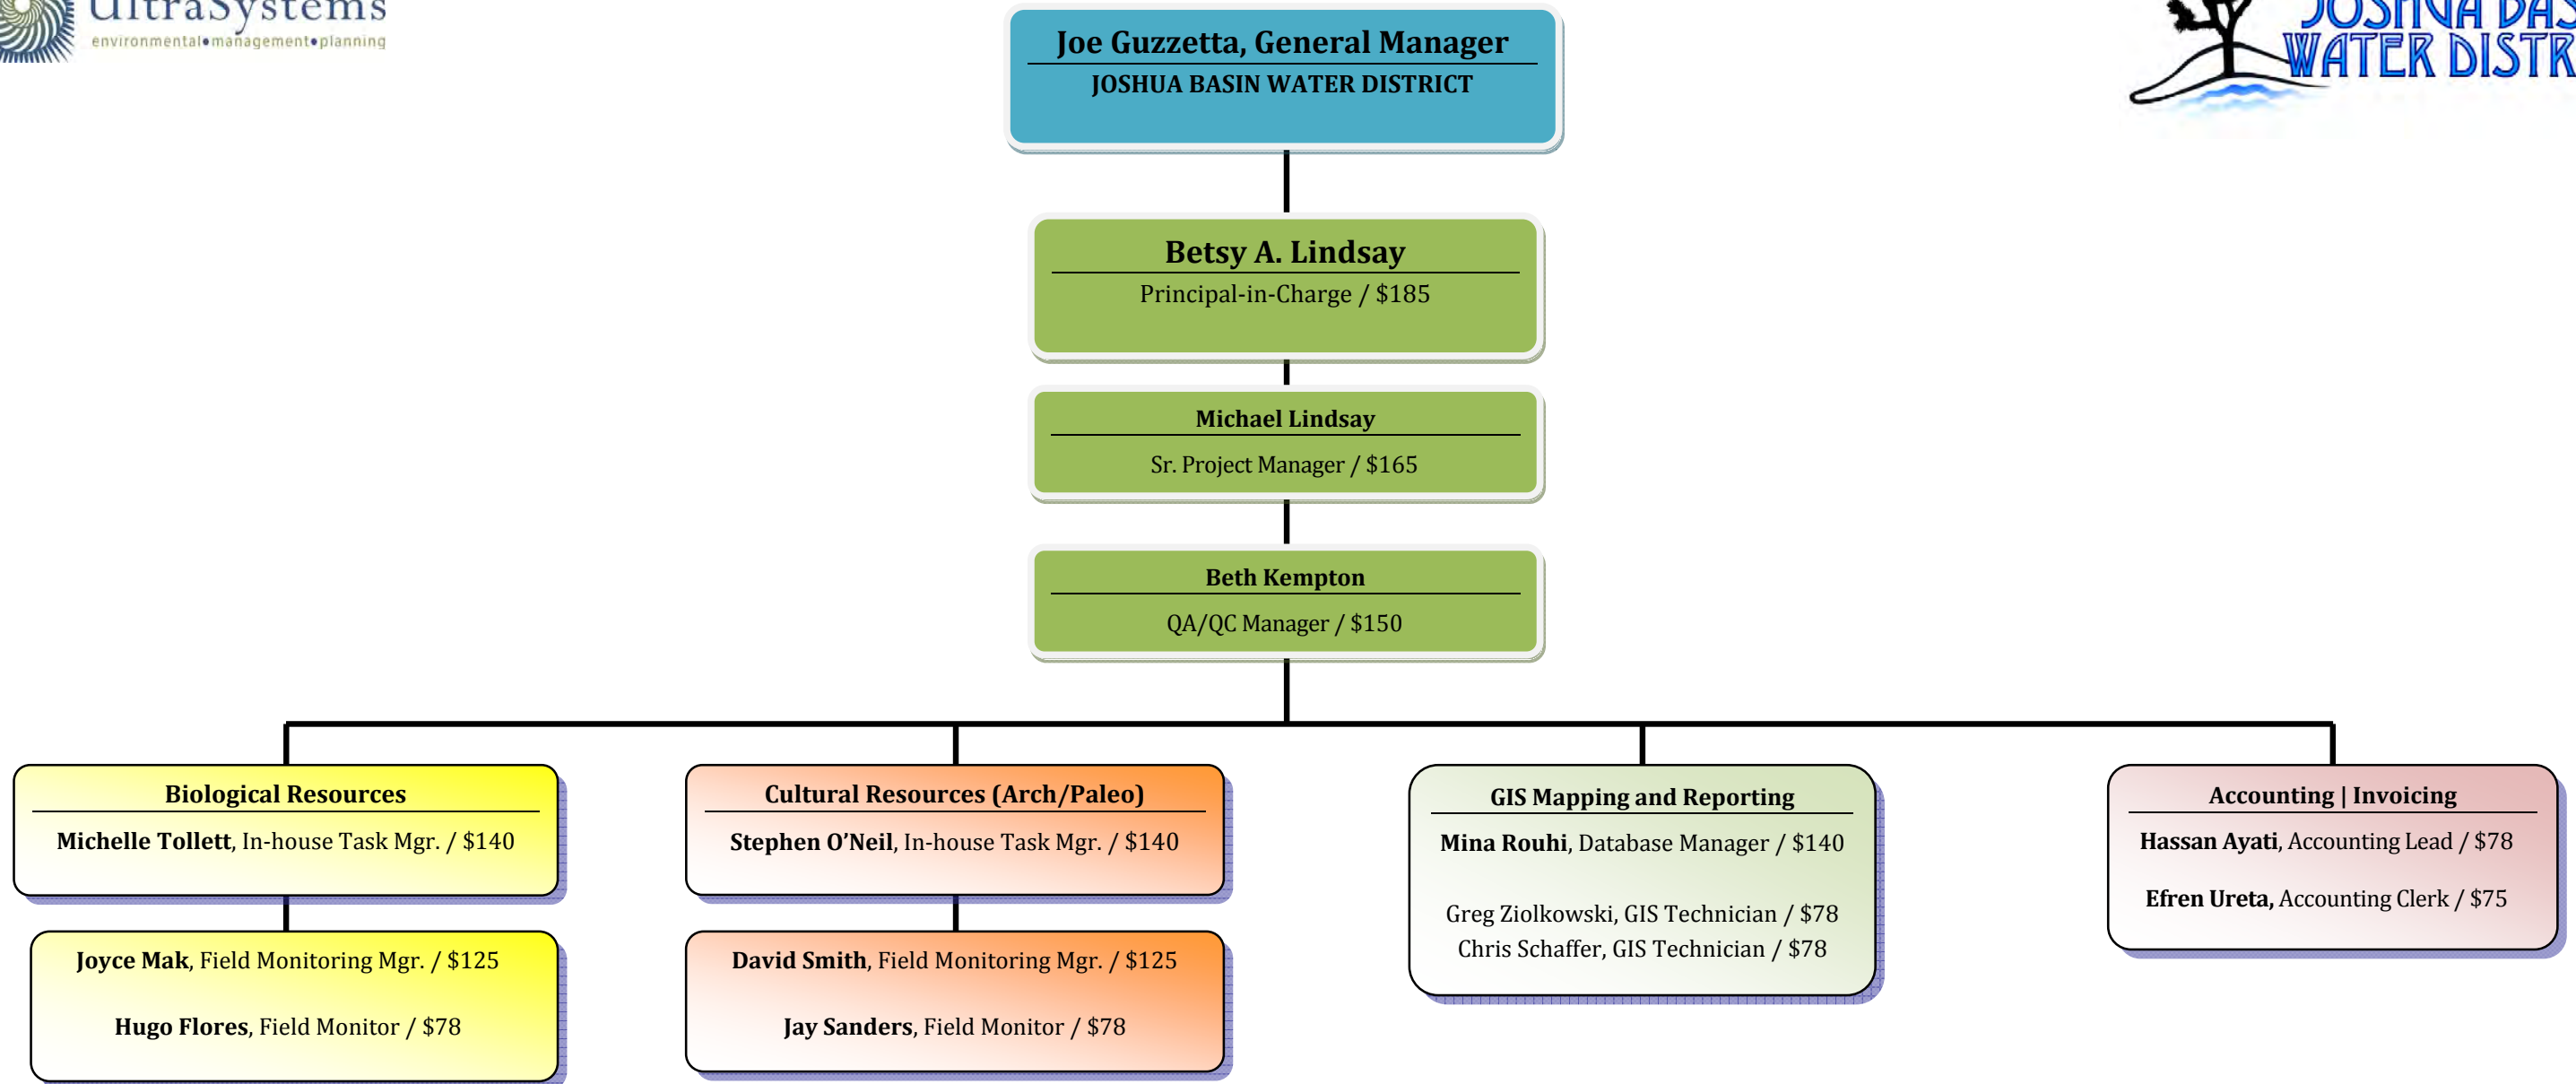 UltraSystems
environmental•management•planning
Joe Guzzetta, General Manager
JOSHUA BASIN WATER DISTRICT
JOSHUA BAS
WATER DISTR
Betsy A. Lindsay
Principal-in-Charge / $185
Michael Lindsay
Sr. Project Manager / $165
Beth Kempton
QA/QC Manager / $150
Biological Resources
Michelle Tollett, In-house Task Mgr. / $140
Joyce Mak, Field Monitoring Mgr. / $125
Hugo Flores, Field Monitor / $78
Cultural Resources (Arch/Paleo)
Stephen O’Neil, In-house Task Mgr. / $140
David Smith, Field Monitoring Mgr. / $125
Jay Sanders, Field Monitor / $78
GIS Mapping and Reporting
Mina Rouhi, Database Manager / $140
Greg Ziolkowski, GIS Technician / $78
Chris Schaffer, GIS Technician / $78
Accounting | Invoicing
Hassan Ayati, Accounting Lead / $78
Efren Ureta, Accounting Clerk / $75